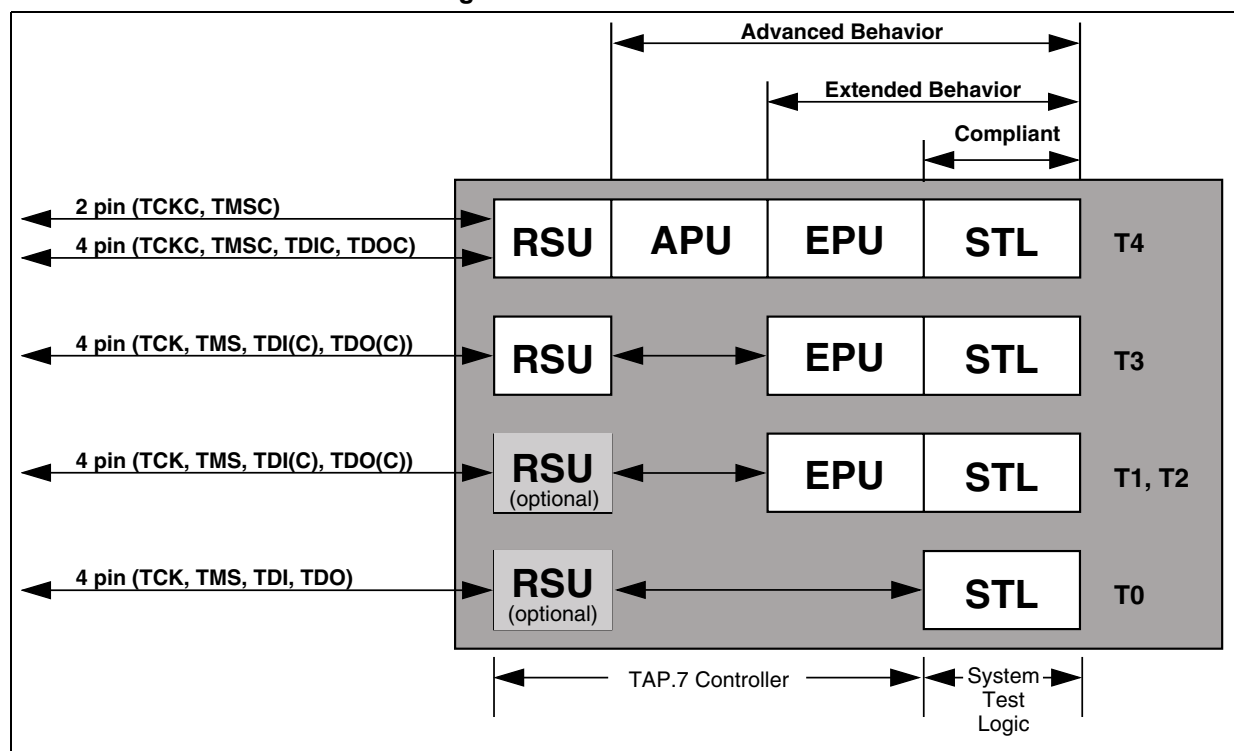 Advanced Behavior
Extended Behavior
Compliant
2 pin (TCKC, TMSC)
4 pin (TCKC, TMSC, TDIC, TDOC)
RSU APU EPU STL T4
4 pin (TCK, TMS, TDI(C), TDO(C))
RSU EPU STL T3
4 pin (TCK, TMS, TDI(C), TDO(C))
RSU
(optional)
EPU STL T1, T2
4 pin (TCK, TMS, TDI, TDO)
RSU
(optional)
STL T0
TAP.7 Controller
System
Test
Logic